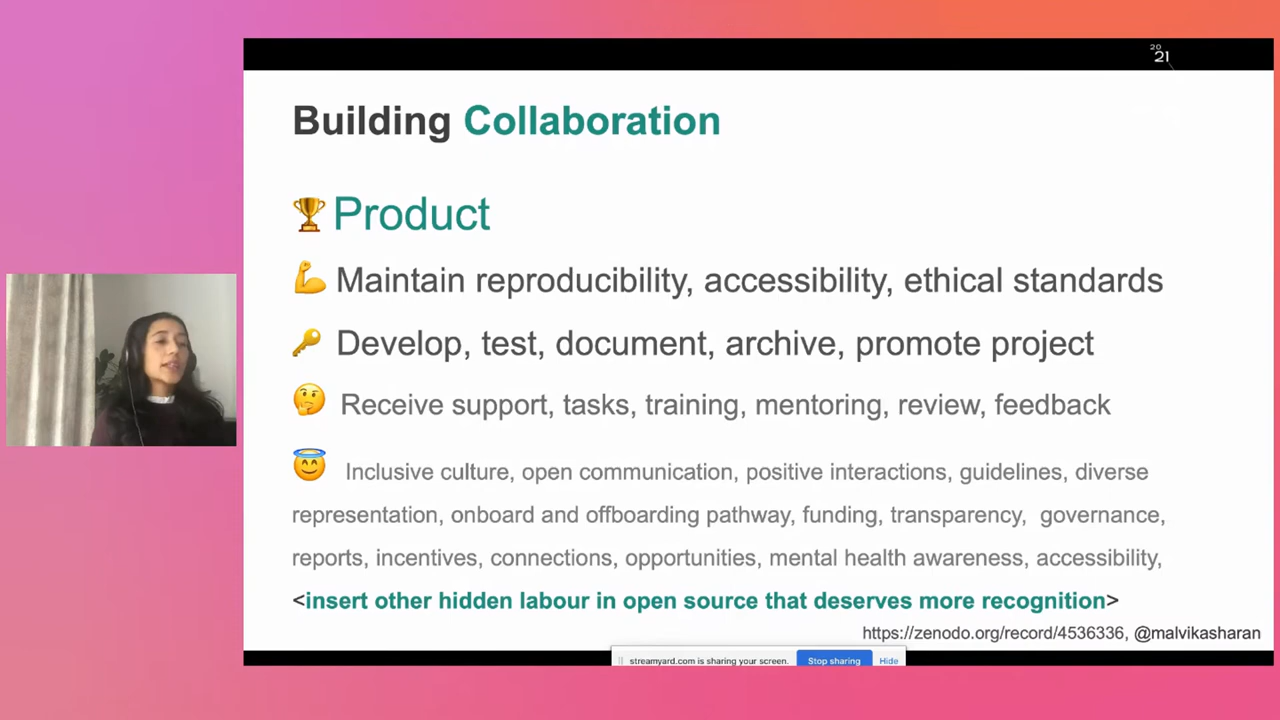 20
21
Building Collaboration
Product
Maintain reproducibility, accessibility, ethical standards
Develop, test, document, archive, promote project
Receive support, tasks, training, mentoring, review, feedback
Inclusive culture, open communication, positive interactions, guidelines, diverse
representation, onboard and offboarding pathway, funding, transparency, governance,
reports, incentives, connections, opportunities, mental health awareness, accessibility,
<insert other hidden labour in open source that deserves more recognition>
https://zenodo.org/record/4536336, @malvikasharan
streamyard.com is sharing your screen. Stop sharing Hide